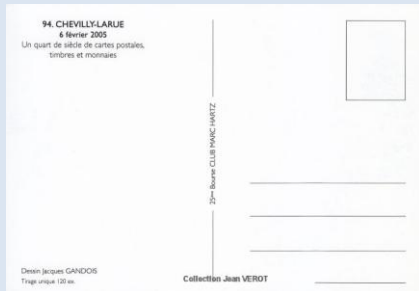 94. CHEVILLY-LARUE
6 février 2005
Un quart de siècle de cartes postales,
timbres et monnaies
25ème Bourse CLUB MARC HARTZ
Dessin Jacques GANDOIS
Tirage unique 120 ex.
Collection Jean VEROT